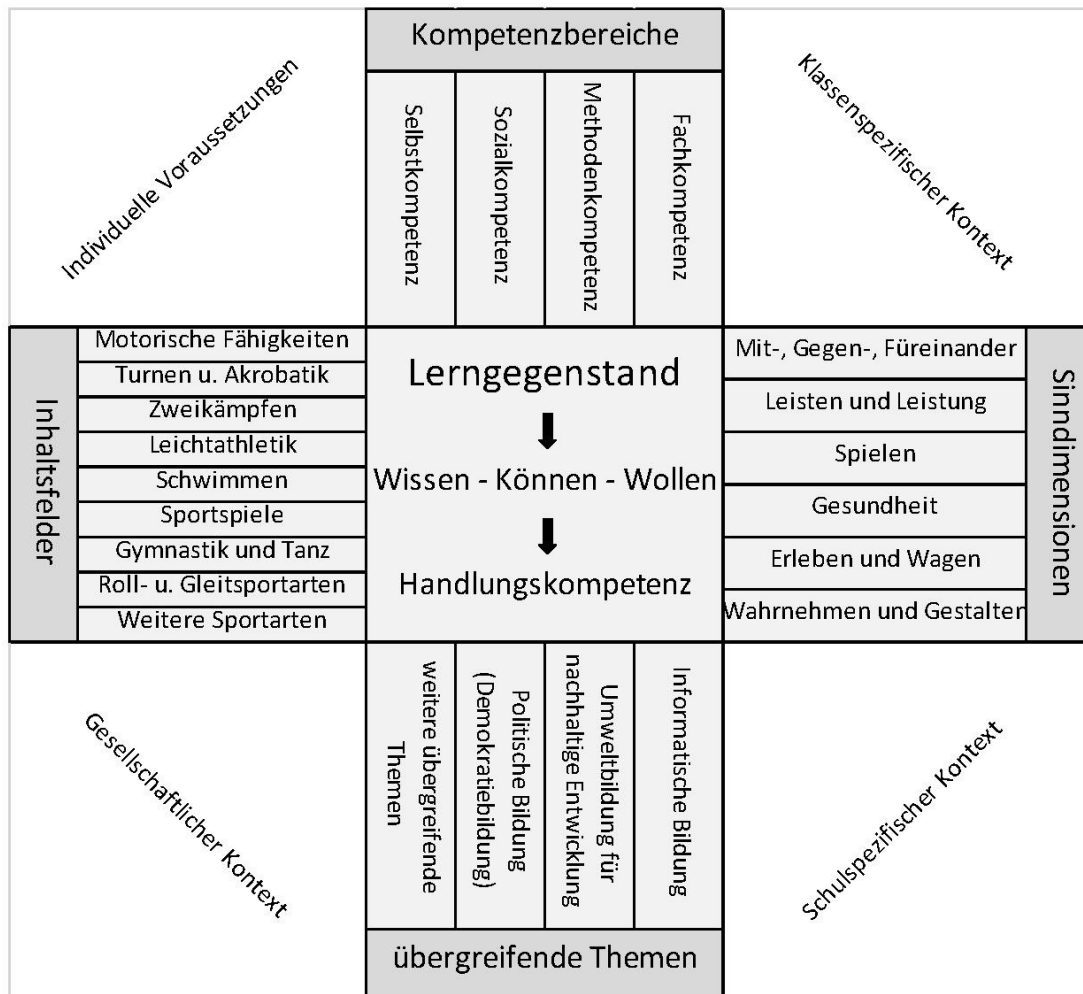 Kompetenzbereiche
Individuelle Voraussetzungen
Selbstkompetenz
Sozialkompetenz
Methodenkompetenz
Fachkompetenz
Klassenspezifischer Kontext
Inhaltsfelder
Motorische Fähigkeiten
Turnen u. Akrobatik
Zweikämpfen
Leichtathletik
Schwimmen
Sportspiele
Gymnastik und Tanz
Roll- u. Gleitsportarten
Weitere Sportarten
Lerngegenstand
Wissen - Können - Wollen
Handlungskompetenz
Mit-, Gegen-, Füreinander
Leisten und Leistung
Spielen
Gesundheit
Erleben und Wagen
Wahrnehmen und Gestalten
Sinndimensionen
Gesellschaftlicher Kontext
weitere übergreifende
Themen
Politische Bildung
(Demokratiebildung)
Umweltbildung für
nachhaltige Entwicklung
Informatische Bildung
Schulspezifischer Kontext
übergreifende Themen